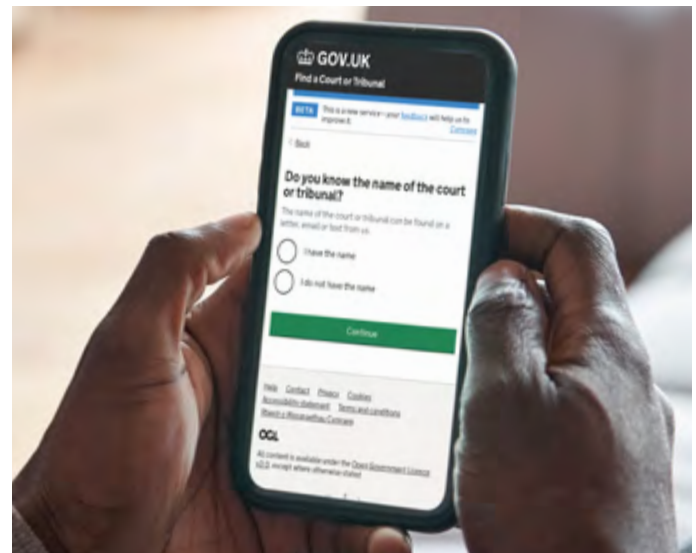 GOV.UK
Find a Court or Tribunal
BETA This is a new service – your feedback will help us to
improve it.
Cymraeg
Back
Do you know the name of the court
or tribunal?
The name of the court or tribunal can be found on a
letter, email or text from us.
I have the name
I do not have the name
Continue
Help Contact Privacy Cookies
Accessibility statement Terms and conditions
OGL
All content is available under the Open Government Licence
v3.0, except where otherwise stated